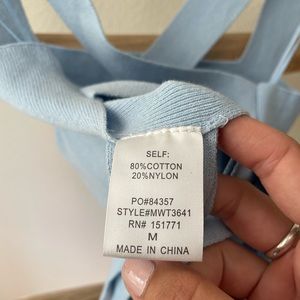 SELF:
80%COTTON
20%NYLON
PO#84357
STYLE#MWT3641
RN# 151771
M
MADE IN CHINA